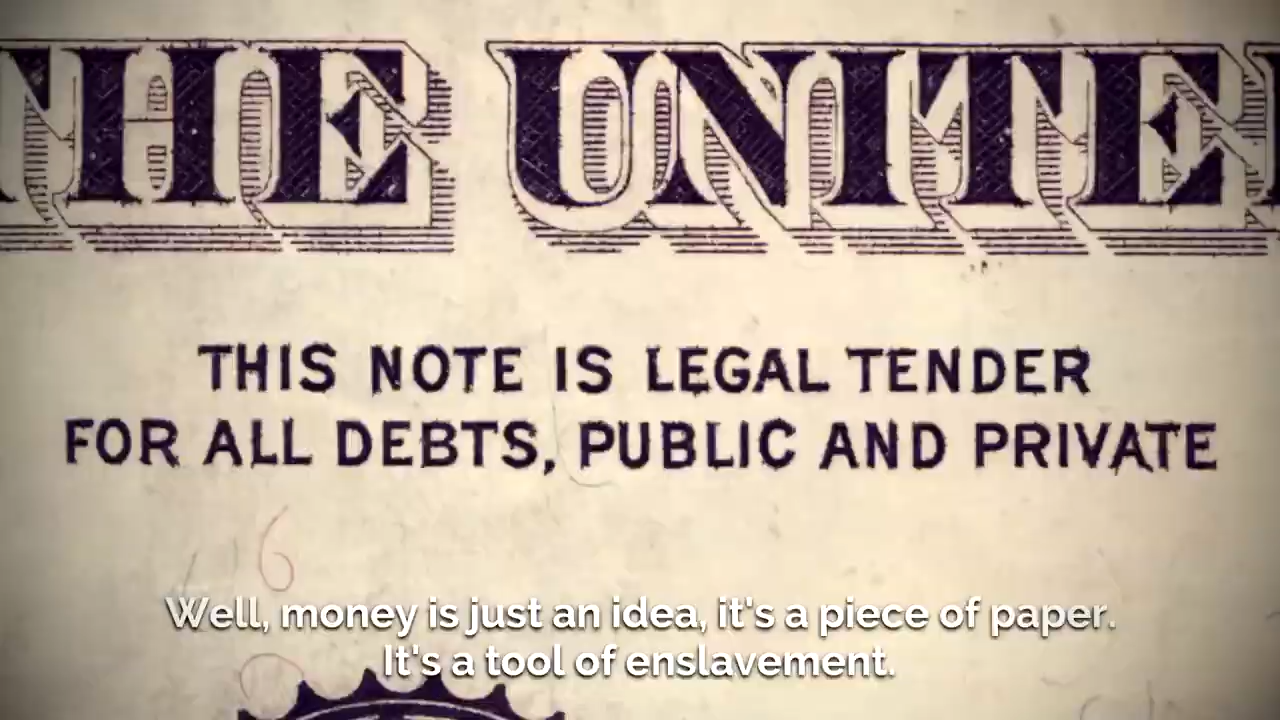 THE UNITE
THIS NOTE IS LEGAL TENDER
FOR ALL DEBTS, PUBLIC AND PRIVATE
6
Well, money is just an idea, it's a piece of paper.
It's a tool of enslavement.